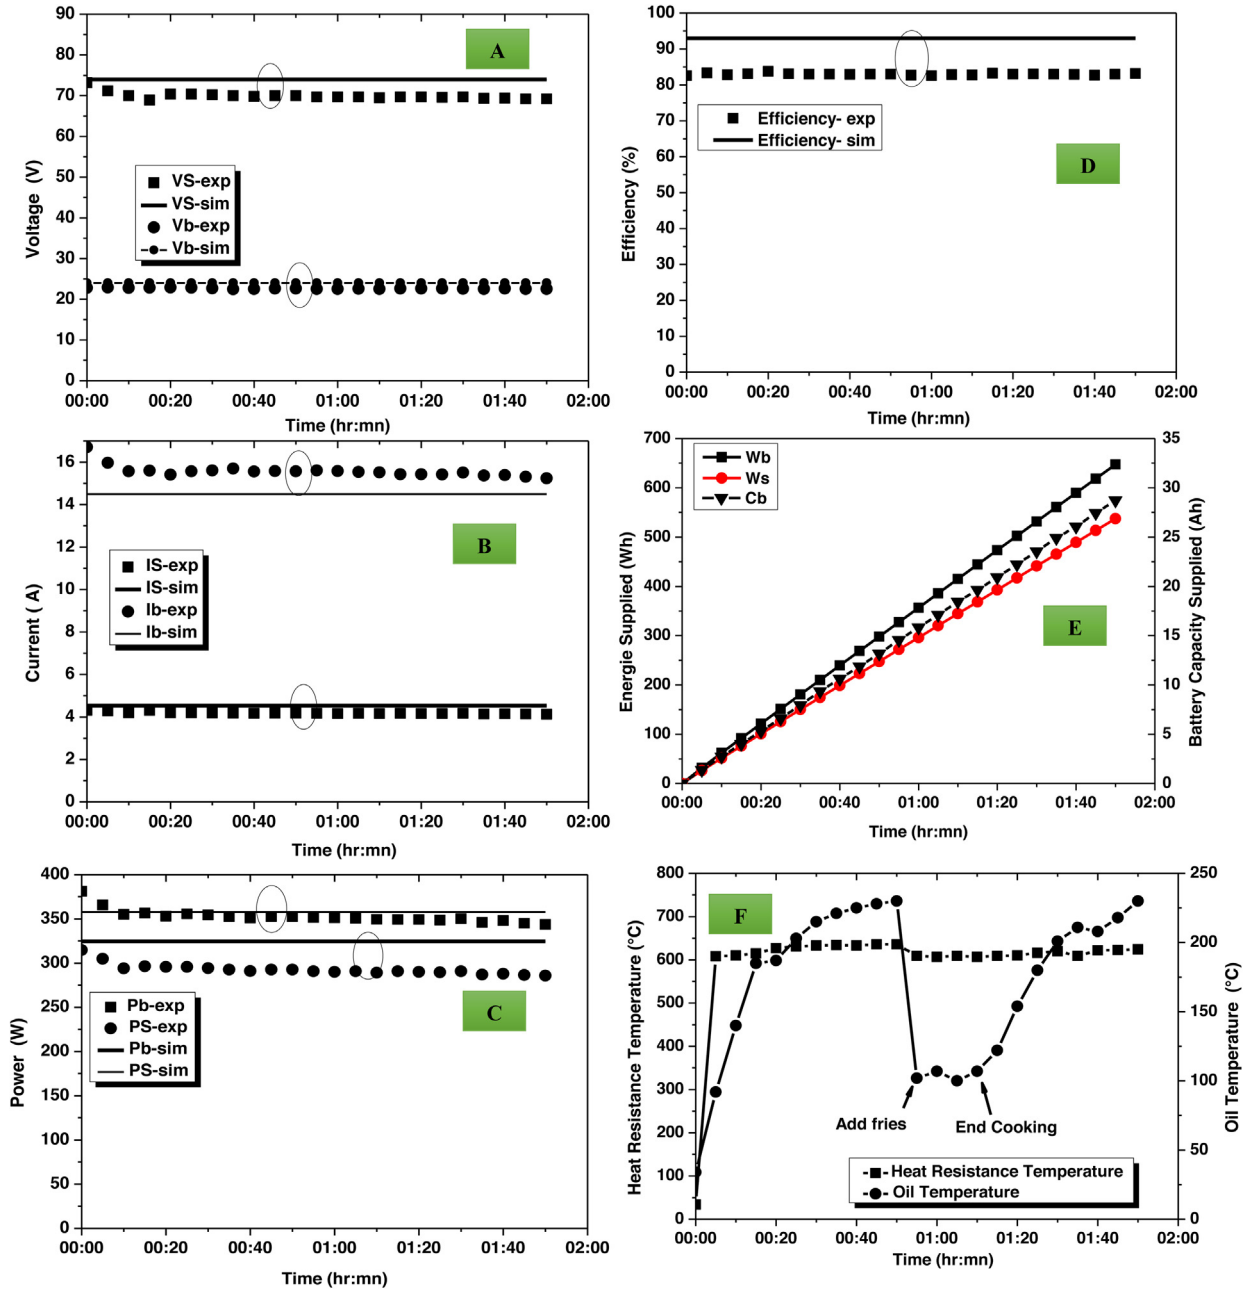 90
80
70
60
50
40
30
20
10
0
Voltage (V)
A
VS-exp
VS-sim
Vb-exp
Vb-sim
00:00 00:20 00:40 01:00 01:20 01:40 02:00
Time (hr:mn)
100
90
80
70
60
50
40
30
20
10
0
Efficiency (%)
Efficiency- exp
Efficiency- sim
D
00:00 00:20 00:40 01:00 01:20 01:40 02:00
Time (hr:mn)
16
14
12
10
8
6
4
2
0
Current ( A)
B
IS-exp
IS-sim
Ib-exp
Ib-sim
00:00 00:20 00:40 01:00 01:20 01:40 02:00
Time (hr:mn)
700
600
500
400
300
200
100
0
Energie Supplied (Wh)
Wb
Ws
Cb
E
35
30
25
20
15
10
5
0
Battery Capacity Supplied (Ah)
00:00 00:20 00:40 01:00 01:20 01:40 02:00
Time (hr:mn)
400
350
300
250
200
150
100
50
0
Power (W)
C
Pb-exp
PS-exp
Pb-sim
PS-sim
00:00 00:20 00:40 01:00 01:20 01:40 02:00
Time (hr:mn)
800
700
600
500
400
300
200
100
0
Heat Resistance Temperature (°C)
F
Add fries
End Cooking
Heat Resistance Temperature
Oil Temperature
250
200
150
100
50
0
Oil Temperature (°C)
00:00 00:20 00:40 01:00 01:20 01:40 02:00
Time (hr:mn)